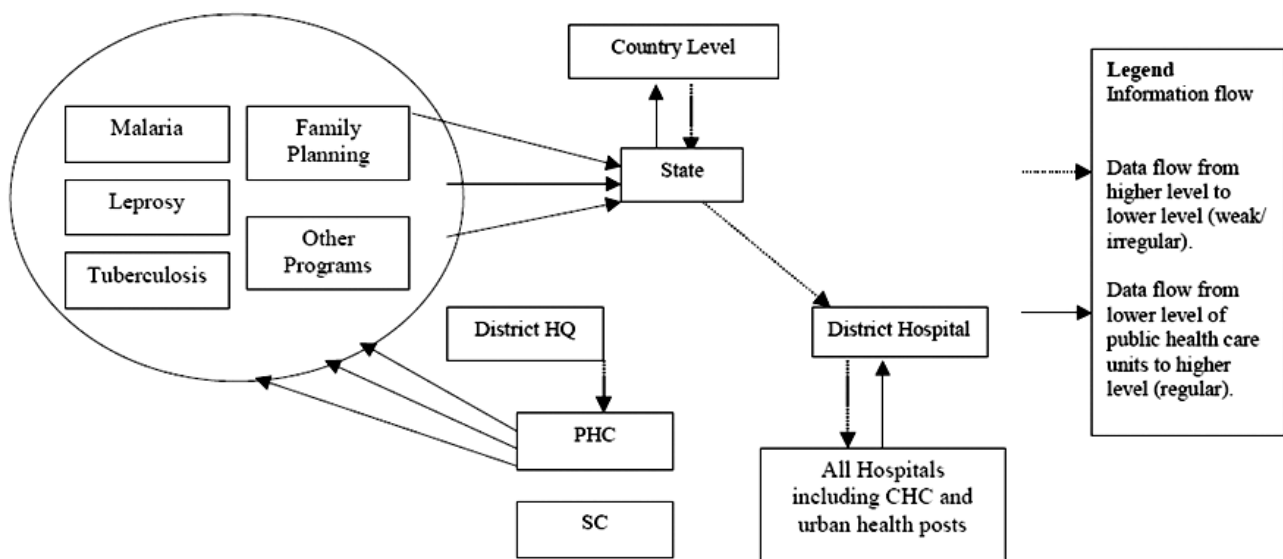 Country Level
Malaria
Family
Planning
Leprosy
Other
Programs
Tuberculosis
State
District HQ
District Hospital
PHC
SC
All Hospitals
including CHC and
urban health posts
Legend
Information flow
Data flow from
higher level to
lower level (weak/
irregular).
Data flow from
lower level of
public health care
units to higher
level (regular).